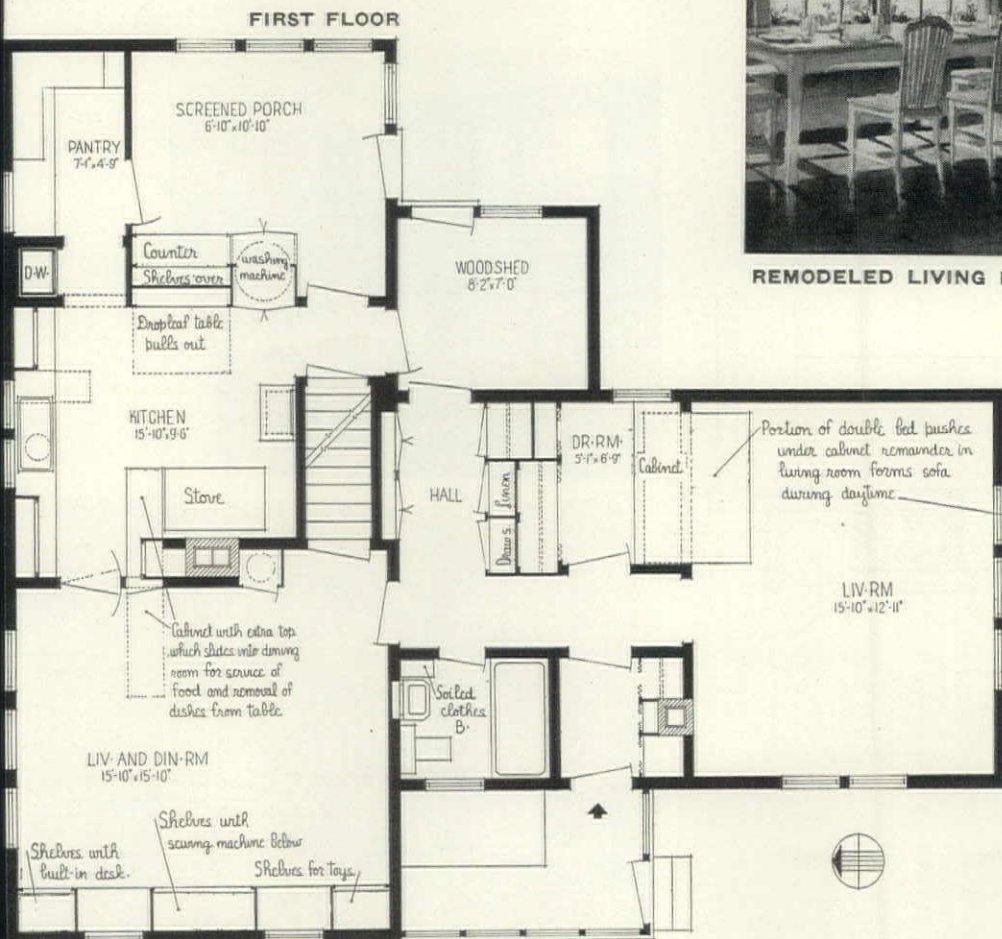 FIRST FLOOR
SCREENED PORCH
6'-10"x10'-10"
PANTRY
7'-1"x4'-9"
D·W·
Counter
Shelves over
washing
machine
WOODSHED
8'-2"x7'-0"
REMODELED LIVING
Dropleaf table
pulls out
KITCHEN
15'-10"x9'-6"
Stove
HALL
Linen
Draws.
DR·RM·
5'-1"x6'-9"
Cabinet
Portion of double bed pushes
under cabinet remainder in
living room forms sofa
during daytime
LIV·RM
15'-10"x12'-11"
Cabinet with extra top
which slides into dining
room for service of
food and removal of
dishes from table
Soiled
clothes
B·
LIV· AND DIN·RM
15'-10"x15'-10"
Shelves with
sewing machine below
Shelves with
built-in desk.
Shelves for toys